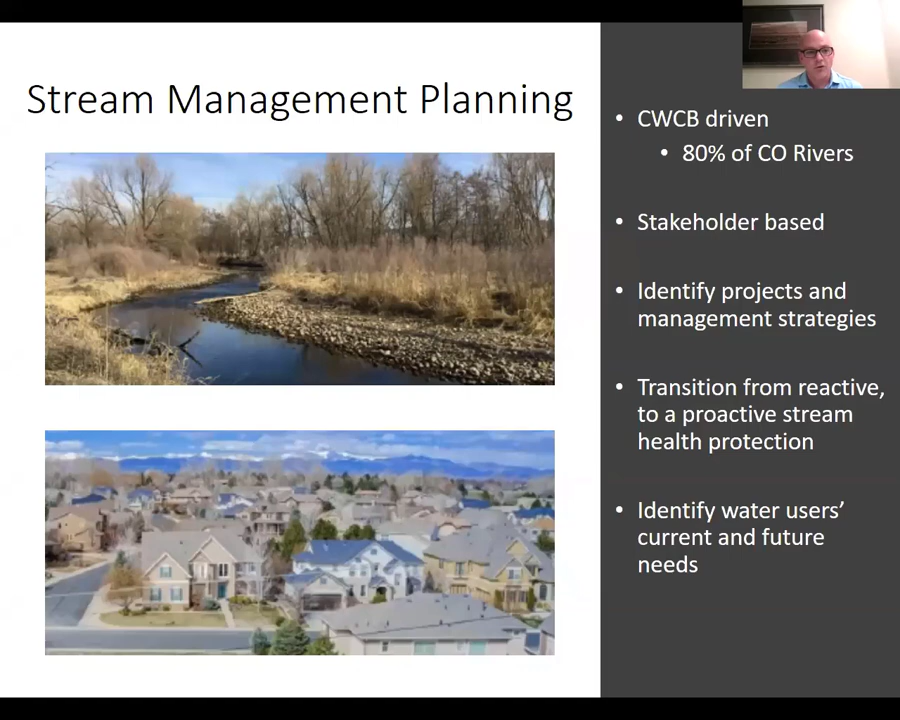 Stream Management Planning
• CWCB driven
• 80% of CO Rivers
• Stakeholder based
• Identify projects and
management strategies
• Transition from reactive,
to a proactive stream
health protection
• Identify water users’
current and future
needs